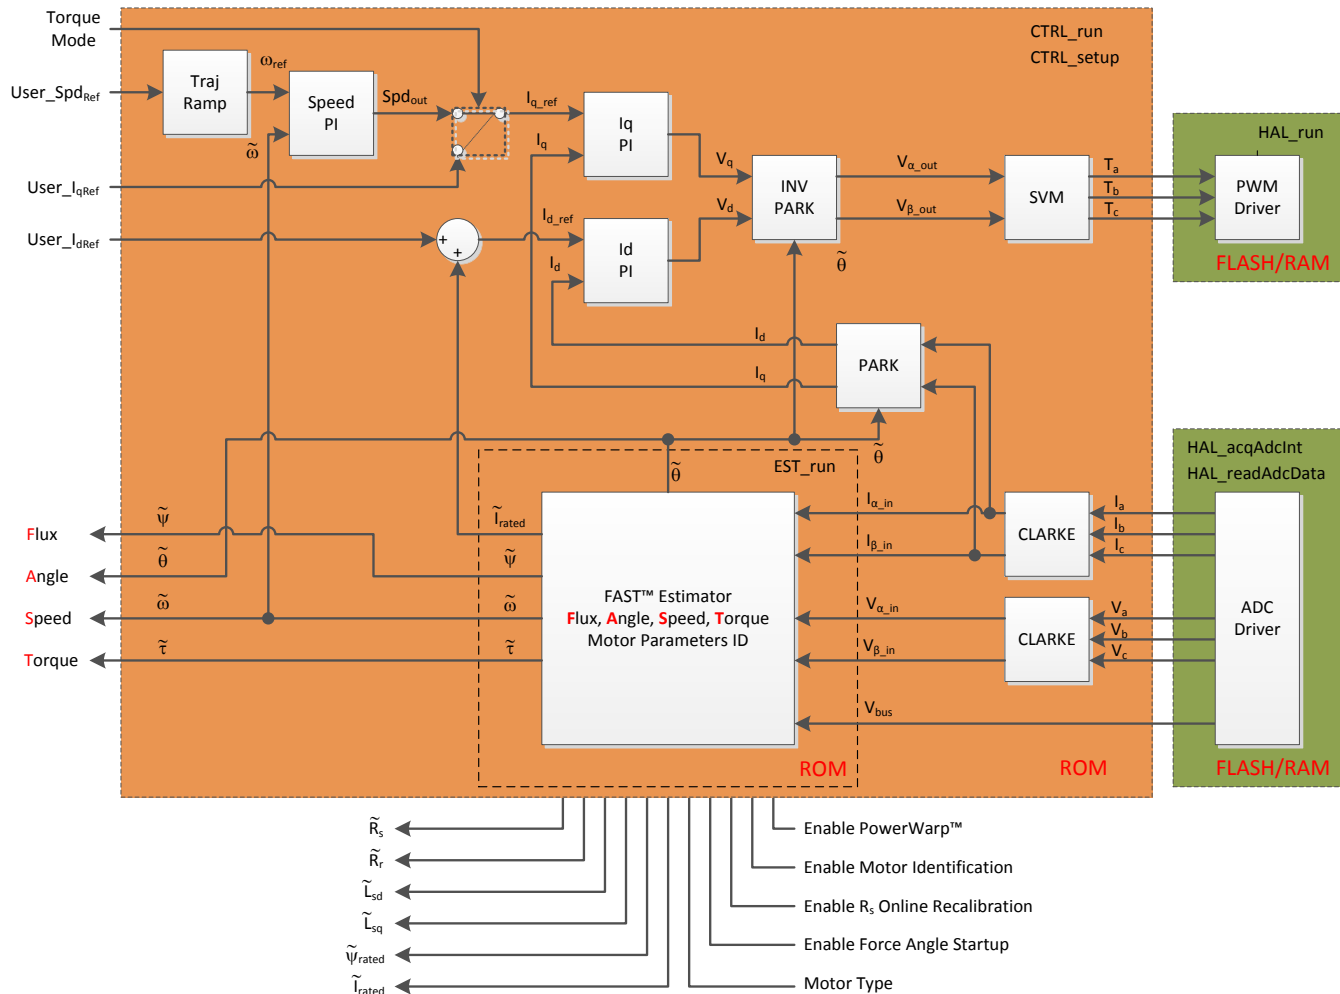 Torque
Mode
CTRL_run
CTRL_setup
User_SpdRef
Traj
Ramp
ωref
Speed
PI
Spdout
ω̃
Iq_ref
Iq
Iq
PI
Vq
User_IqRef
User_IdRef
+
+
Id_ref
Id
Id
PI
Vd
INV
PARK
θ̃
Vα_out
Vβ_out
SVM
Ta
Tb
Tc
HAL_run
PWM
Driver
FLASH/RAM
Id
Iq
PARK
θ̃
θ̃
EST_run
HAL_acqAdcInt
HAL_readAdcData
Ĩrated
Iα_in
Iβ_in
CLARKE
Ia
Ib
Ic
Flux
ψ̃
ψ̃
Angle
θ̃
Speed
ω̃
ω̃
Torque
τ̃
τ̃
FAST™ Estimator
Flux, Angle, Speed, Torque
Motor Parameters ID
Vα_in
Vβ_in
CLARKE
Va
Vb
Vc
ADC
Driver
Vbus
ROM
ROM
FLASH/RAM
R̃s
R̃r
L̃sd
L̃sq
ψ̃rated
Ĩrated
Enable PowerWarp™
Enable Motor Identification
Enable Rs Online Recalibration
Enable Force Angle Startup
Motor Type